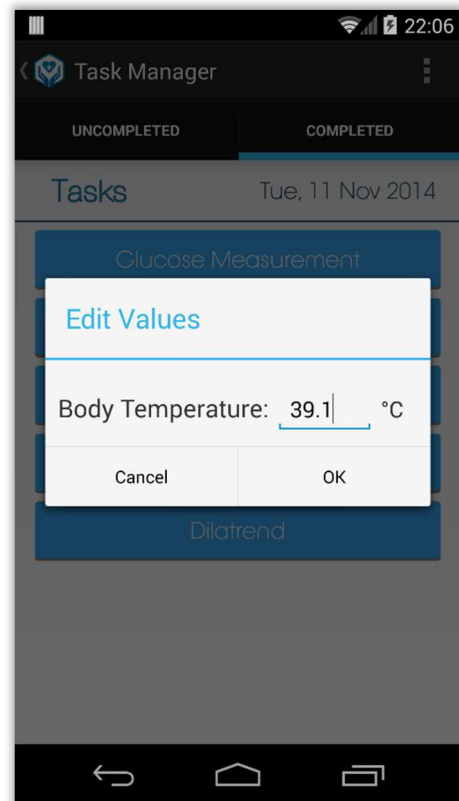 22:06
Task Manager
UNCOMPLETED COMPLETED
Tasks Tue, 11 Nov 2014
Glucose Measurement
Edit Values
Body Temperature: 39.1 °C
Cancel OK
Dilatrend